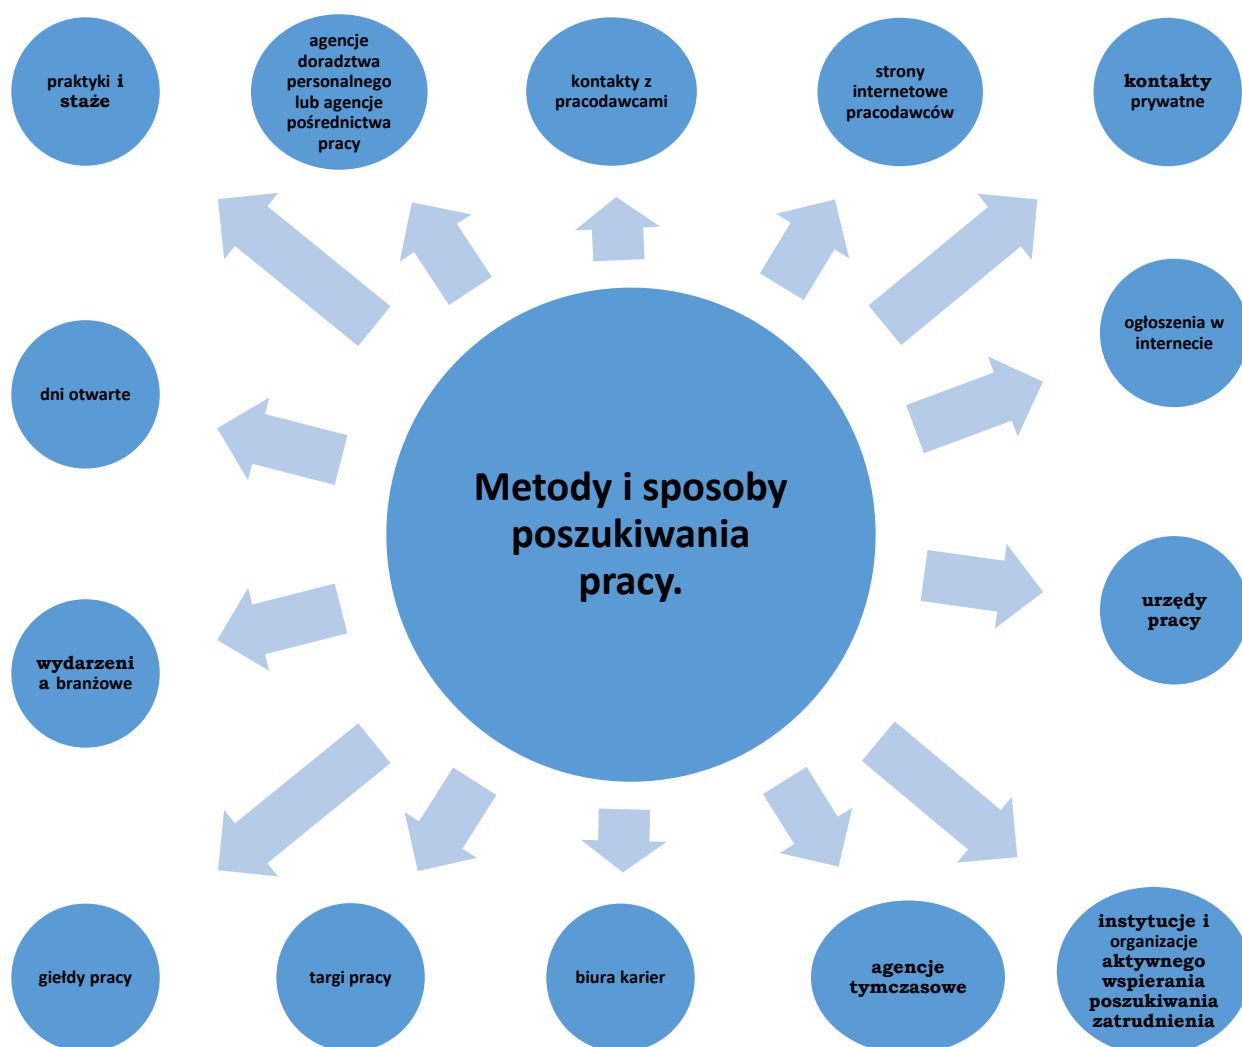 praktyki i
staże
agencje
doradztwa
personalnego
lub agencje
pośrednictwa
pracy
kontakty z
pracodawcami
strony
internetowe
pracodawców
kontakty
prywatne
ogłoszenia w
internecie
dni otwarte
Metody i sposoby
poszukiwania
pracy.
urzędy
pracy
wydarzeni
a branżowe
giełdy pracy
targi pracy
biura karier
agencje
tymczasowe
instytucje i
organizacje
aktywnego
wspierania
poszukiwania
zatrudnienia